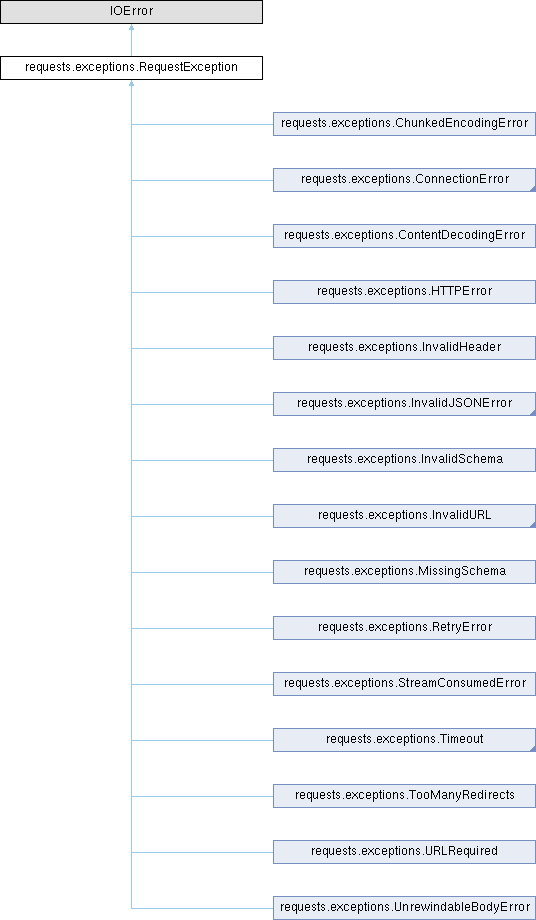 IOError
requests.exceptions.RequestException
requests.exceptions.ChunkedEncodingError
requests.exceptions.ConnectionError
requests.exceptions.ContentDecodingError
requests.exceptions.HTTPError
requests.exceptions.InvalidHeader
requests.exceptions.InvalidJSONError
requests.exceptions.InvalidSchema
requests.exceptions.InvalidURL
requests.exceptions.MissingSchema
requests.exceptions.RetryError
requests.exceptions.StreamConsumedError
requests.exceptions.Timeout
requests.exceptions.TooManyRedirects
requests.exceptions.URLRequired
requests.exceptions.UnrewindableBodyError